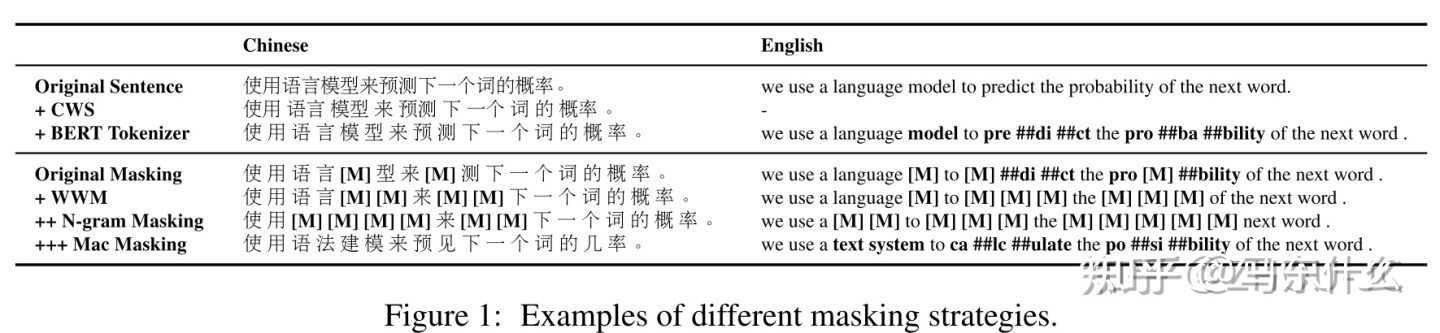 Chinese English
Original Sentence 使用语言模型来预测下一个词的概率。 we use a language model to predict the probability of the next word.
+ CWS 使用 语言 模型 来 预测 下 一个 词 的 概率 。 -
+ BERT Tokenizer 使 用 语 言 模 型 来 预 测 下 一 个 词 的 概 率 。 we use a language model to pre ##di ##ct the pro ##ba ##bility of the next word .
Original Masking 使 用 语 言 [M] 型 来 [M] 测 下 一 个 词 的 概 率 。 we use a language [M] to [M] ##di ##ct the pro [M] ##bility of the next word .
+ WWM 使 用 语 言 [M] [M] 来 [M] [M] 下 一 个 词 的 概 率 。 we use a language [M] to [M] [M] [M] the [M] [M] [M] of the next word .
++ N-gram Masking 使 用 [M] [M] [M] [M] 来 [M] [M] 下 一 个 词 的 概 率 。 we use a [M] [M] to [M] [M] [M] the [M] [M] [M] [M] [M] next word .
+++ Mac Masking 使 用 语 法 建 模 来 预 见 下 一 个 词 的 几 率 。 we use a text system to ca ##lc ##ulate the po ##si ##bility of the next word .
知乎 @马东什么
Figure 1: Examples of different masking strategies.